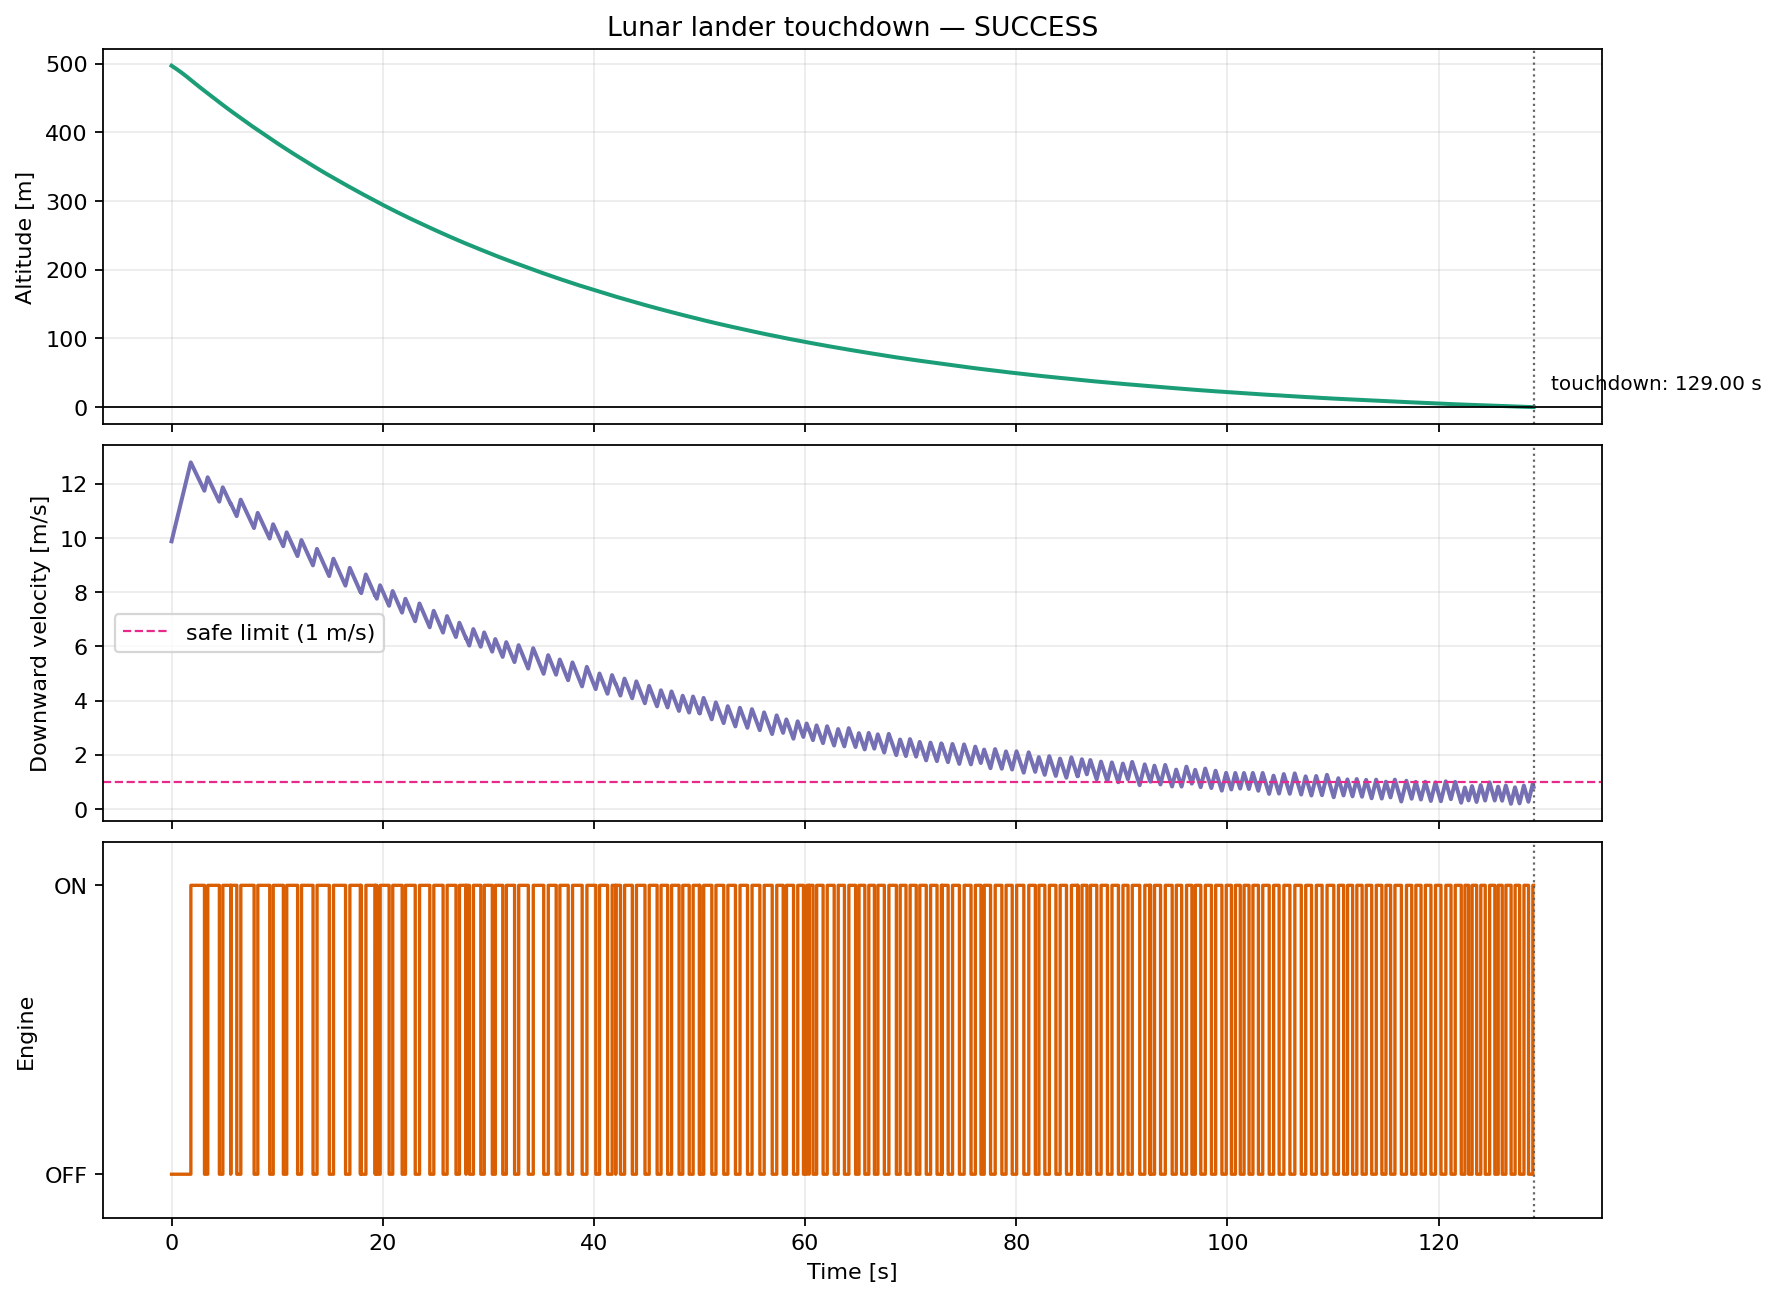 Lunar lander touchdown — SUCCESS
Altitude [m]
500
400
300
200
100
0
touchdown: 129.00 s
Downward velocity [m/s]
12
10
8
6
4
2
0
safe limit (1 m/s)
Engine
ON
OFF
0 20 40 60 80 100 120
Time [s]